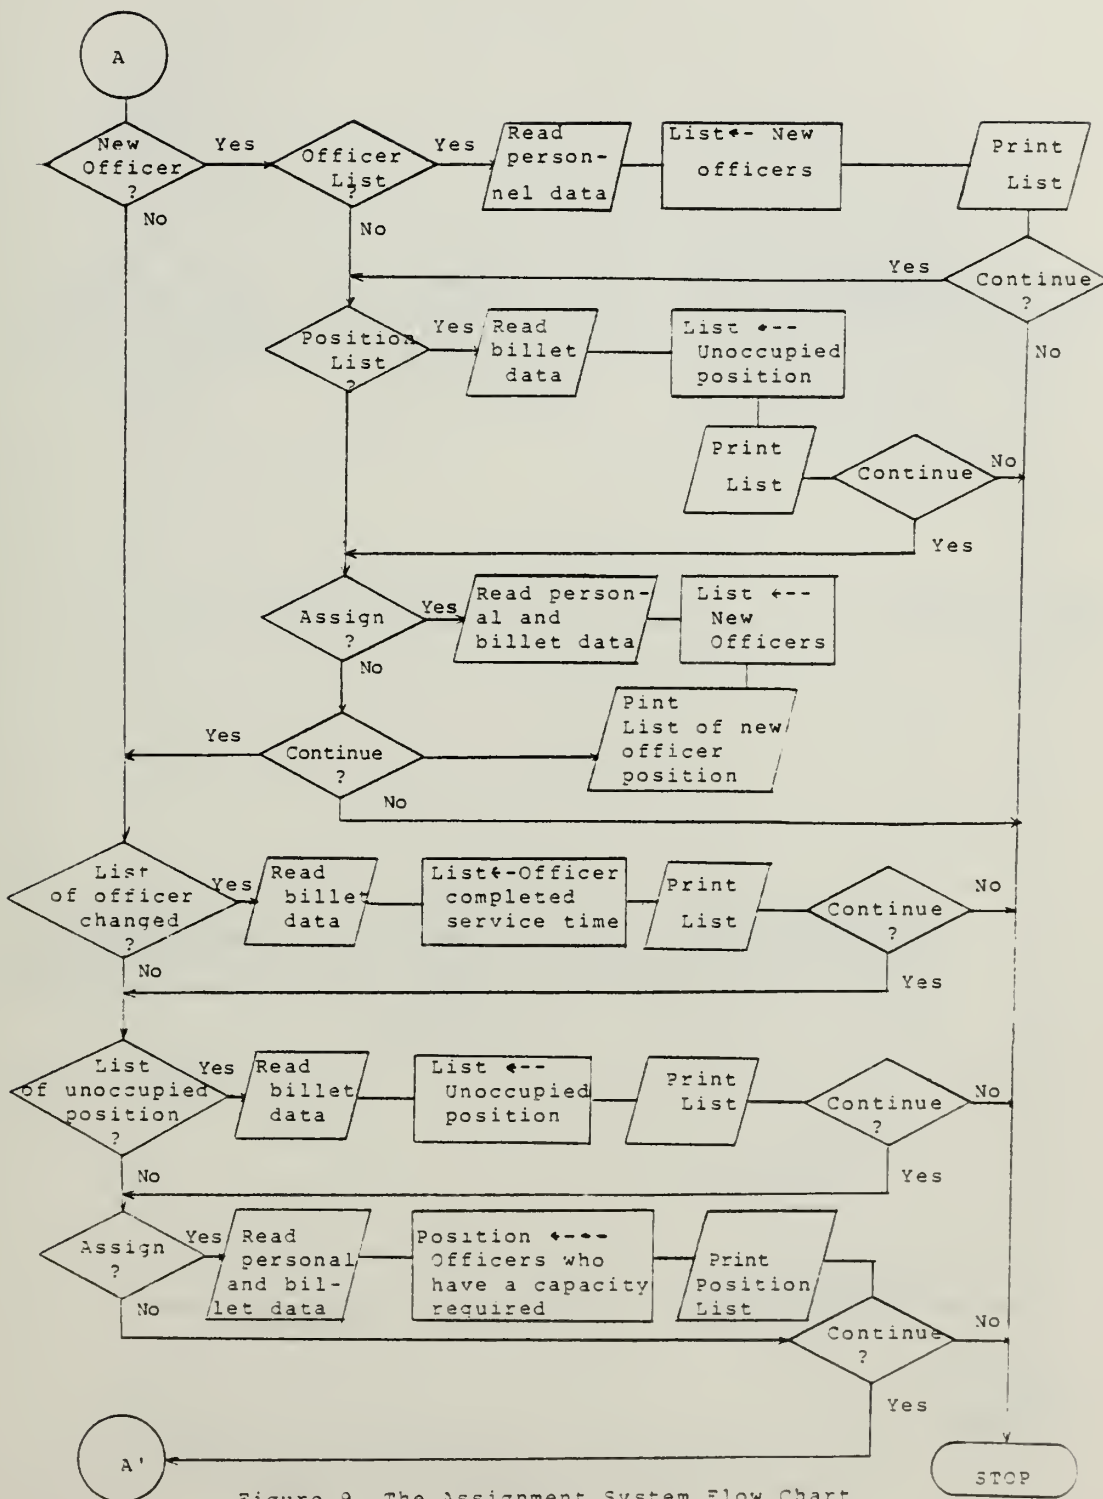 A
New
Officer
?
Yes
Officer
List
?
Yes
Read
person-
nel data
List←- New
officers
Print
List
No
No
Yes
Continue
?
Position
List
?
Yes
Read
billet
data
List ←--
Unoccupied
position
No
Print
List
Continue
No
Yes
Assign
?
Yes
Read person-
al and
billet data
List ←--
New
Officers
No
Pint
List of new
officer
position
Yes
Continue
?
No
List
of officer
changed
?
Yes
Read
billet
data
List←-Officer
completed
service time
Print
List
Continue
?
No
No
Yes
List
of unoccupied
position
?
Yes
Read
billet
data
List ←--
Unoccupied
position
Print
List
Continue
?
No
No
Yes
Assign
?
Yes
Read
personal
and bil-
let data
Position ←---
Officers who
have a capacity
required
Print
Position
List
No
Continue
?
No
Yes
A'
STOP
Figure 9. The Assignment System Flow Chart